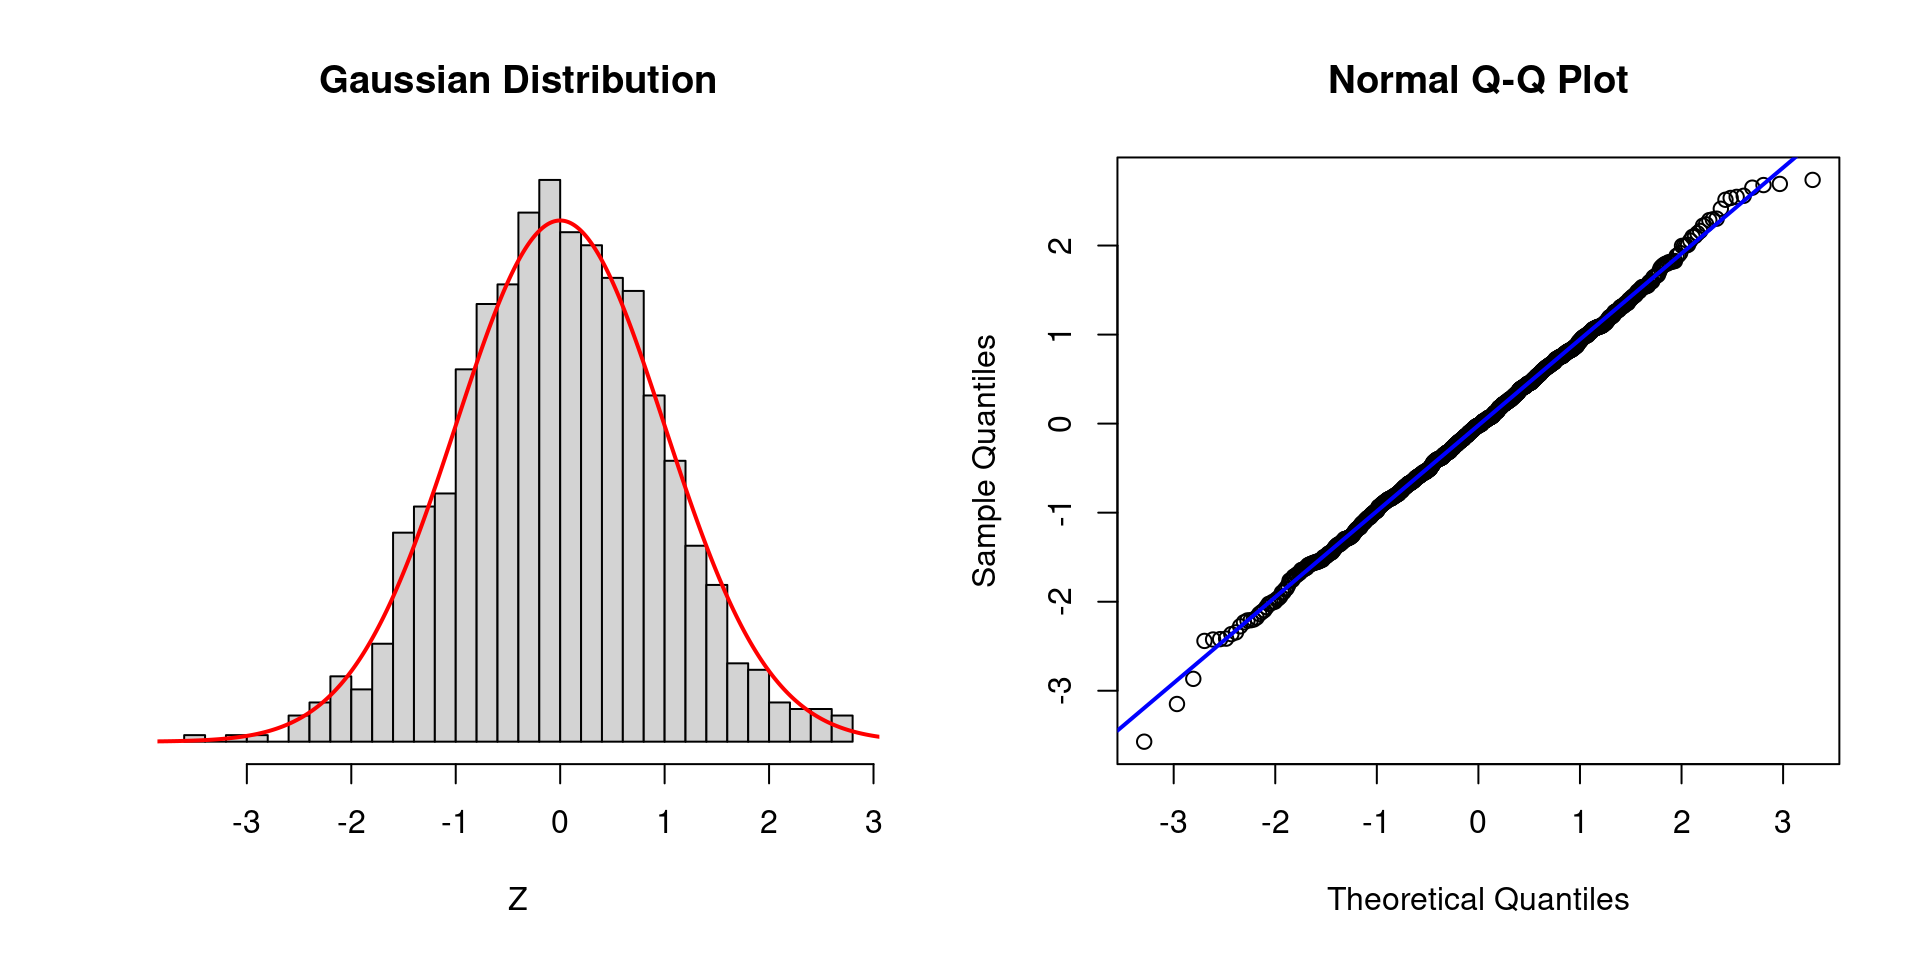 Gaussian Distribution
-3 -2 -1 0 1 2 3
Z
Normal Q-Q Plot
Sample Quantiles
-3 -2 -1 0 1 2
-3 -2 -1 0 1 2 3
Theoretical Quantiles